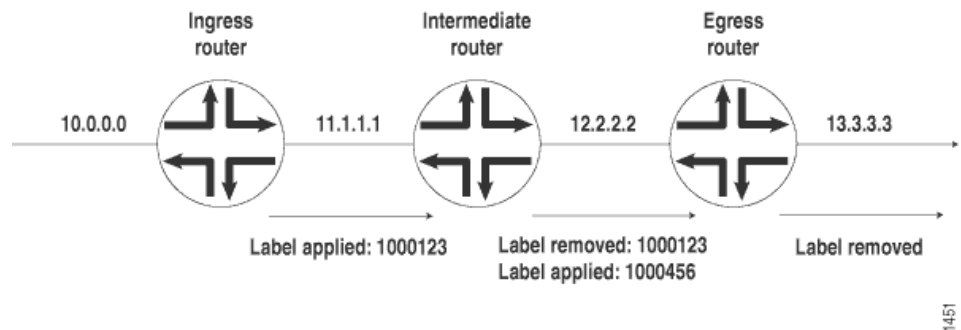 Ingress
router
Intermediate
router
Egress
router
10.0.0.0
11.1.1.1
12.2.2.2
13.3.3.3
Label applied: 1000123
Label removed: 1000123
Label applied: 1000456
Label removed
1451